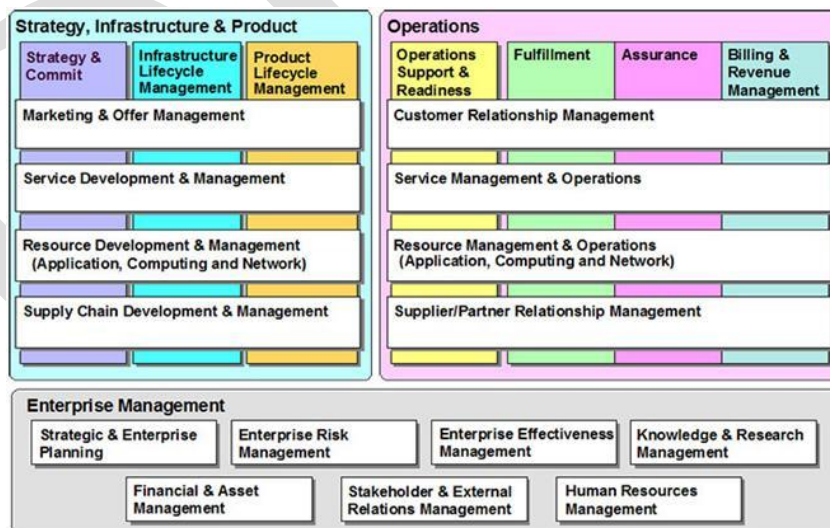 Strategy, Infrastructure & Product
Strategy &
Commit
Infrastructure
Lifecycle
Management
Product
Lifecycle
Management
Marketing & Offer Management
Service Development & Management
Resource Development & Management
(Application, Computing and Network)
Supply Chain Development & Management
Operations
Operations
Support &
Readiness
Fulfillment
Assurance
Billing &
Revenue
Management
Customer Relationship Management
Service Management & Operations
Resource Management & Operations
(Application, Computing and Network)
Supplier/Partner Relationship Management
Enterprise Management
Strategic & Enterprise
Planning
Enterprise Risk
Management
Enterprise Effectiveness
Management
Knowledge & Research
Management
Financial & Asset
Management
Stakeholder & External
Relations Management
Human Resources
Management